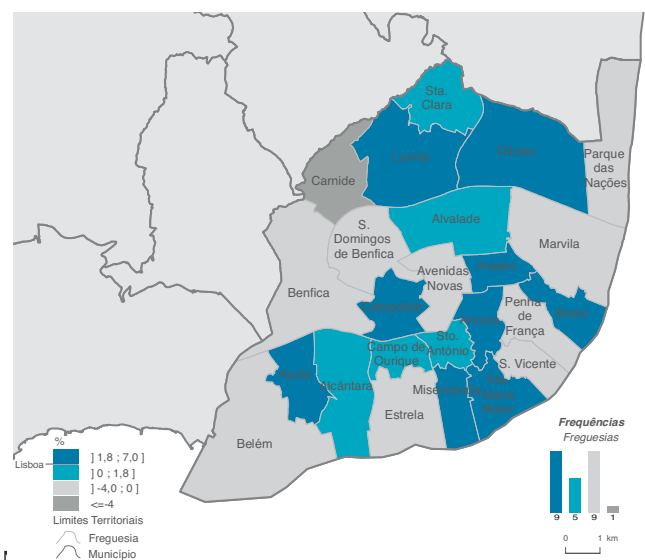 Sta.
Clara
Lumiar
Olivais
Parque
das
Nações
Carnide
S.
Domingos
de Benfica
Alvalade
Marvila
Avenidas
Novas
Areeiro
Benfica
Campolide
Arroios
Penha
de
França
Beato
Campo de
Ourique
Sto.
António
S. Vicente
Ajuda
Alcântara
Misericórdia
Sta.
Maria
Maior
Estrela
Belém
%
Lisboa
] 1,8 ; 7,0 ]
] 0 ; 1,8 ]
] -4,0 ; 0 ]
<=-4
Limites Territoriais
Freguesia
Município
Frequências
Freguesias
9 5 9 1
0 1 km